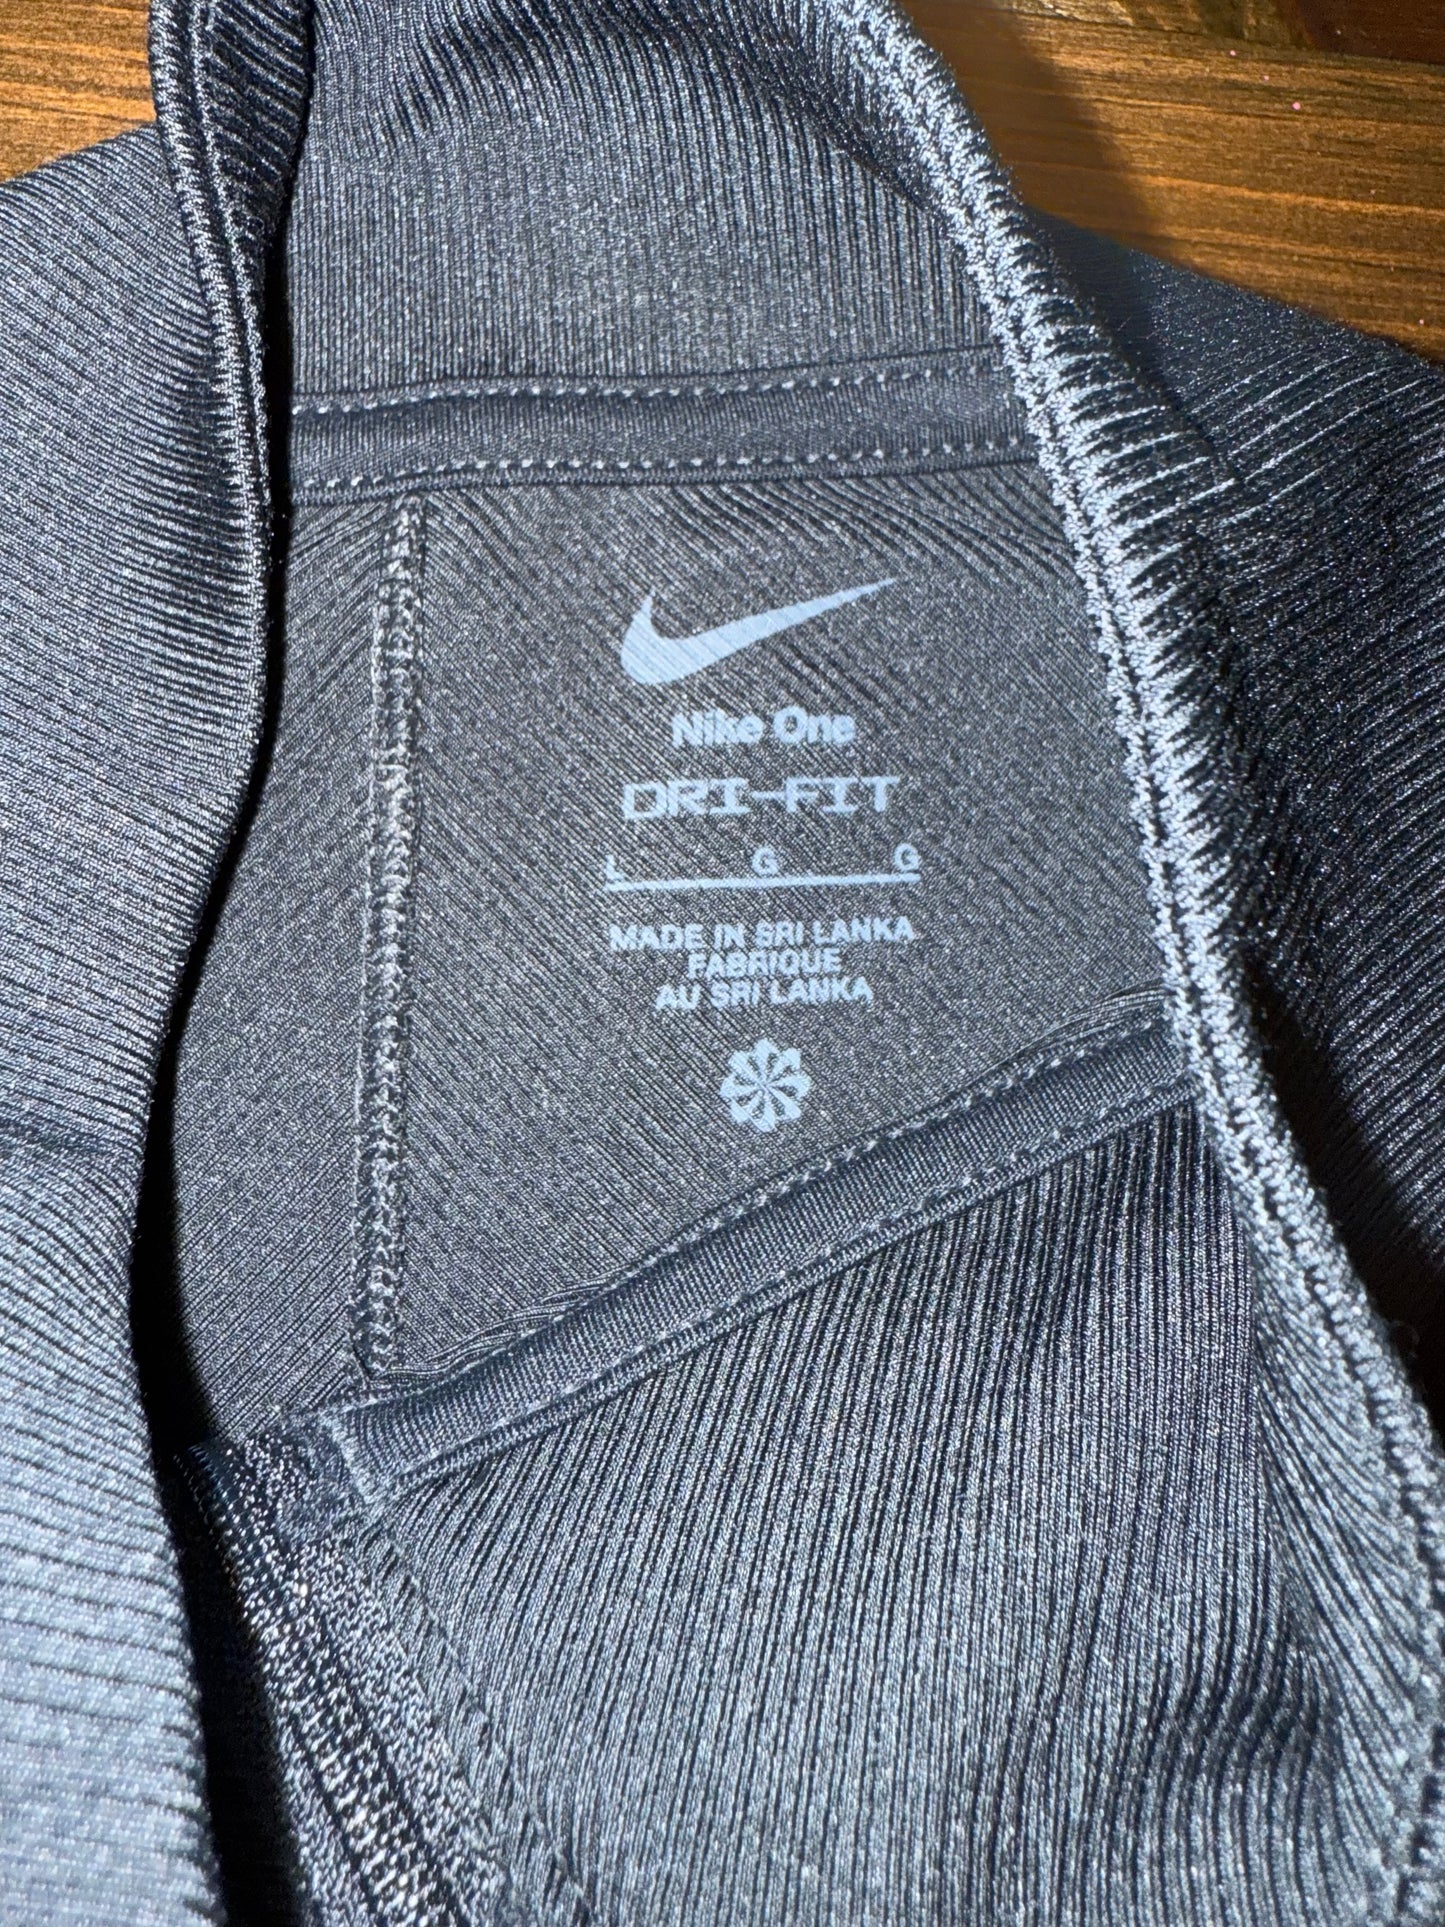 Nike One
DRI-FIT
L G G
MADE IN SRI LANKA
FABRIQUE
AU SRI LANKA